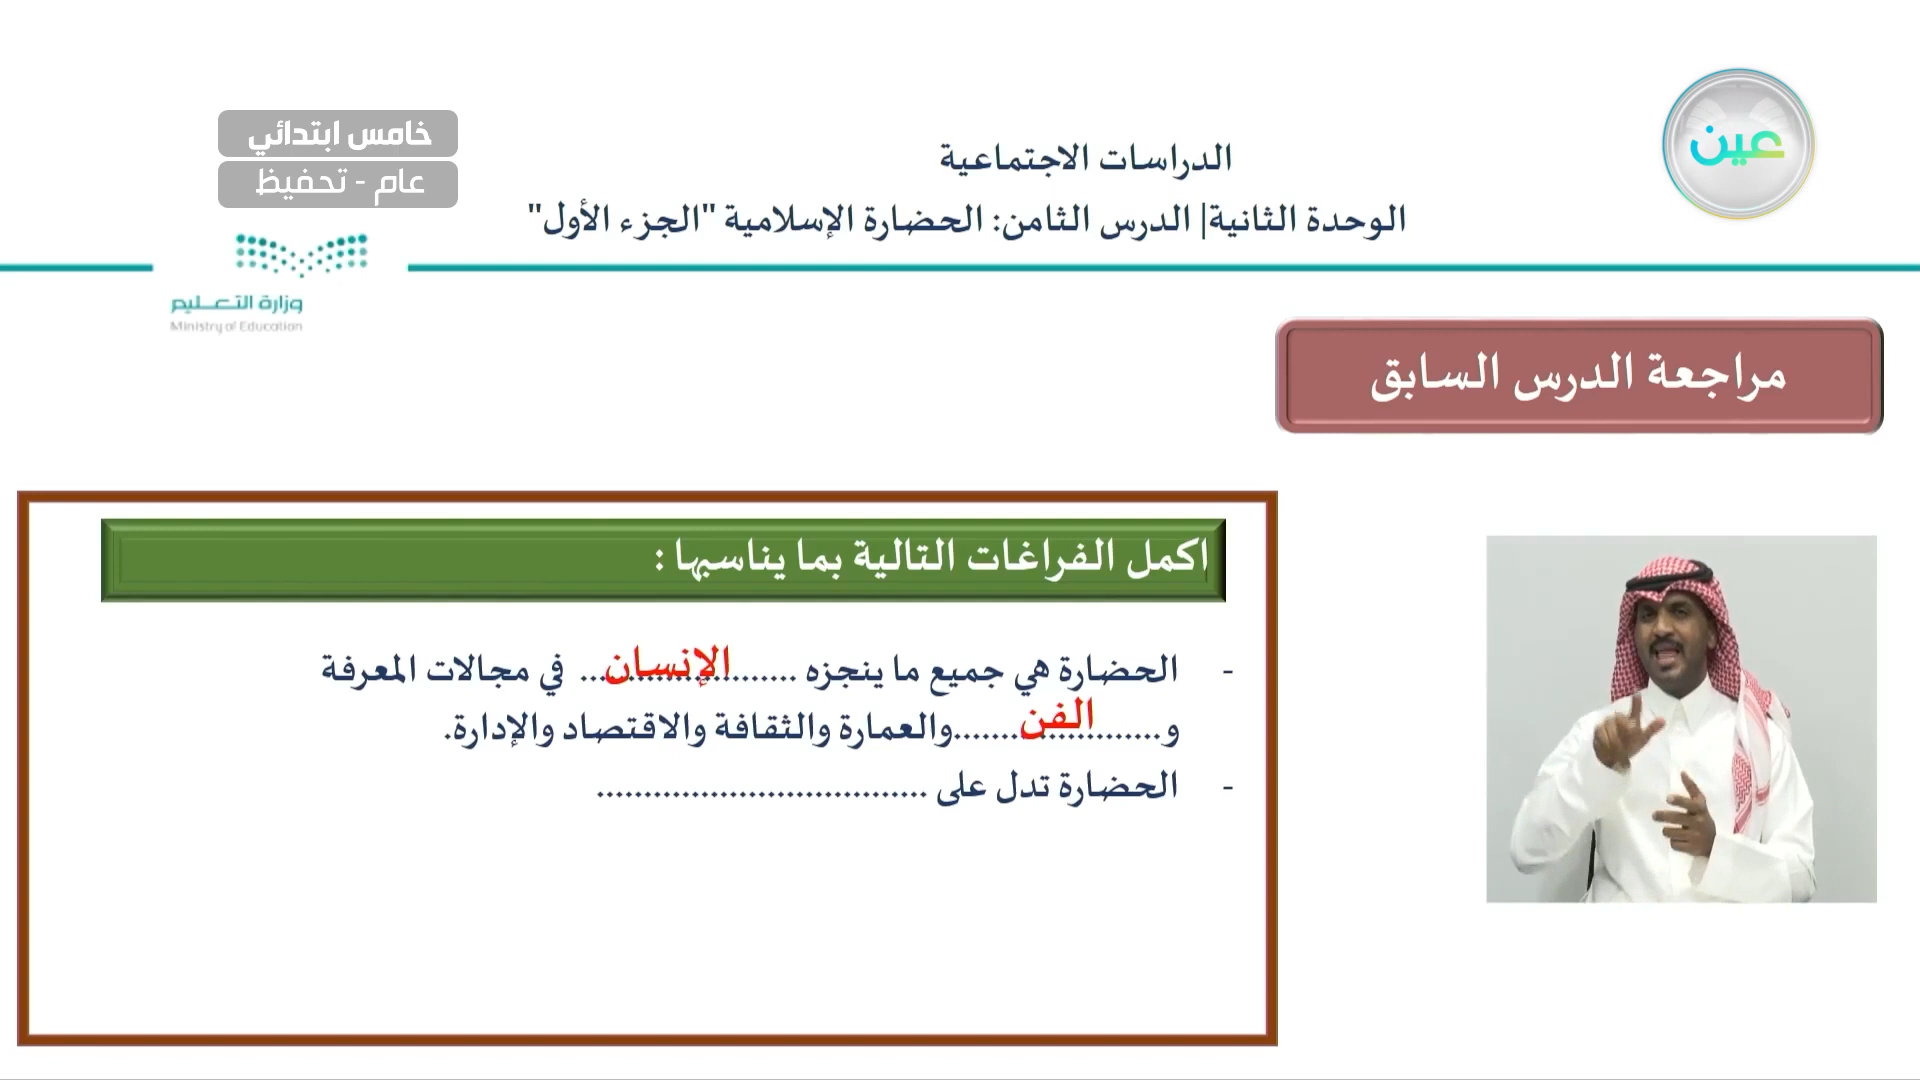 عين
خامس ابتدائي
عام - تحفيظ
الدراسات الاجتماعية
الوحدة الثانية| الدرس الثامن: الحضارة الإسلامية "الجزء الأول"
وزارة التعليم
Ministry of Education
مراجعة الدرس السابق
اكمل الفراغات التالية بما يناسبها :
- الحضارة هي جميع ما ينجزه ......الإنسان...... في مجالات المعرفة
و......الفن......والعمارة والثقافة والاقتصاد والإدارة.
- الحضارة تدل على ..................................